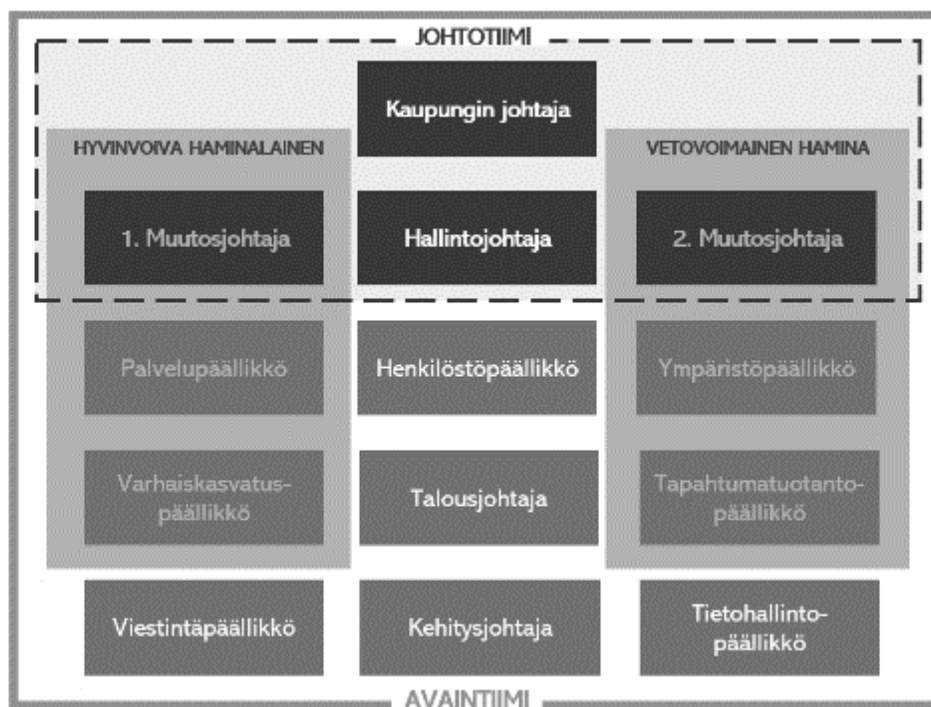 JOHTOTIIMI
Kaupungin johtaja
HYVINVOIVA HAMINALAINEN
VETOVOIMAINEN HAMINA
1. Muutosjohtaja
Hallintojohtaja
2. Muutosjohtaja
Palvelupäällikkö
Henkilöstöpäällikkö
Ympäristöpäällikkö
Varhaiskasvatus-
päällikkö
Talousjohtaja
Tapahtumatuotanto-
päällikkö
Viestintäpäällikkö
Kehitysjohtaja
Tietohallinto-
päällikkö
AVAINTIIMI